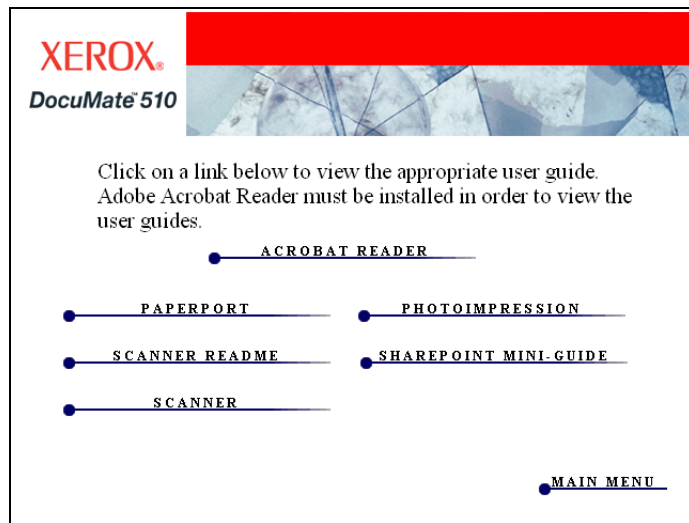 XEROX®
DocuMate™ 510
Click on a link below to view the appropriate user guide.
Adobe Acrobat Reader must be installed in order to view the
user guides.
ACROBAT READER
PAPERPORT
PHOTOIMPRESSION
SCANNER README
SHAREPOINT MINI-GUIDE
SCANNER
MAIN MENU